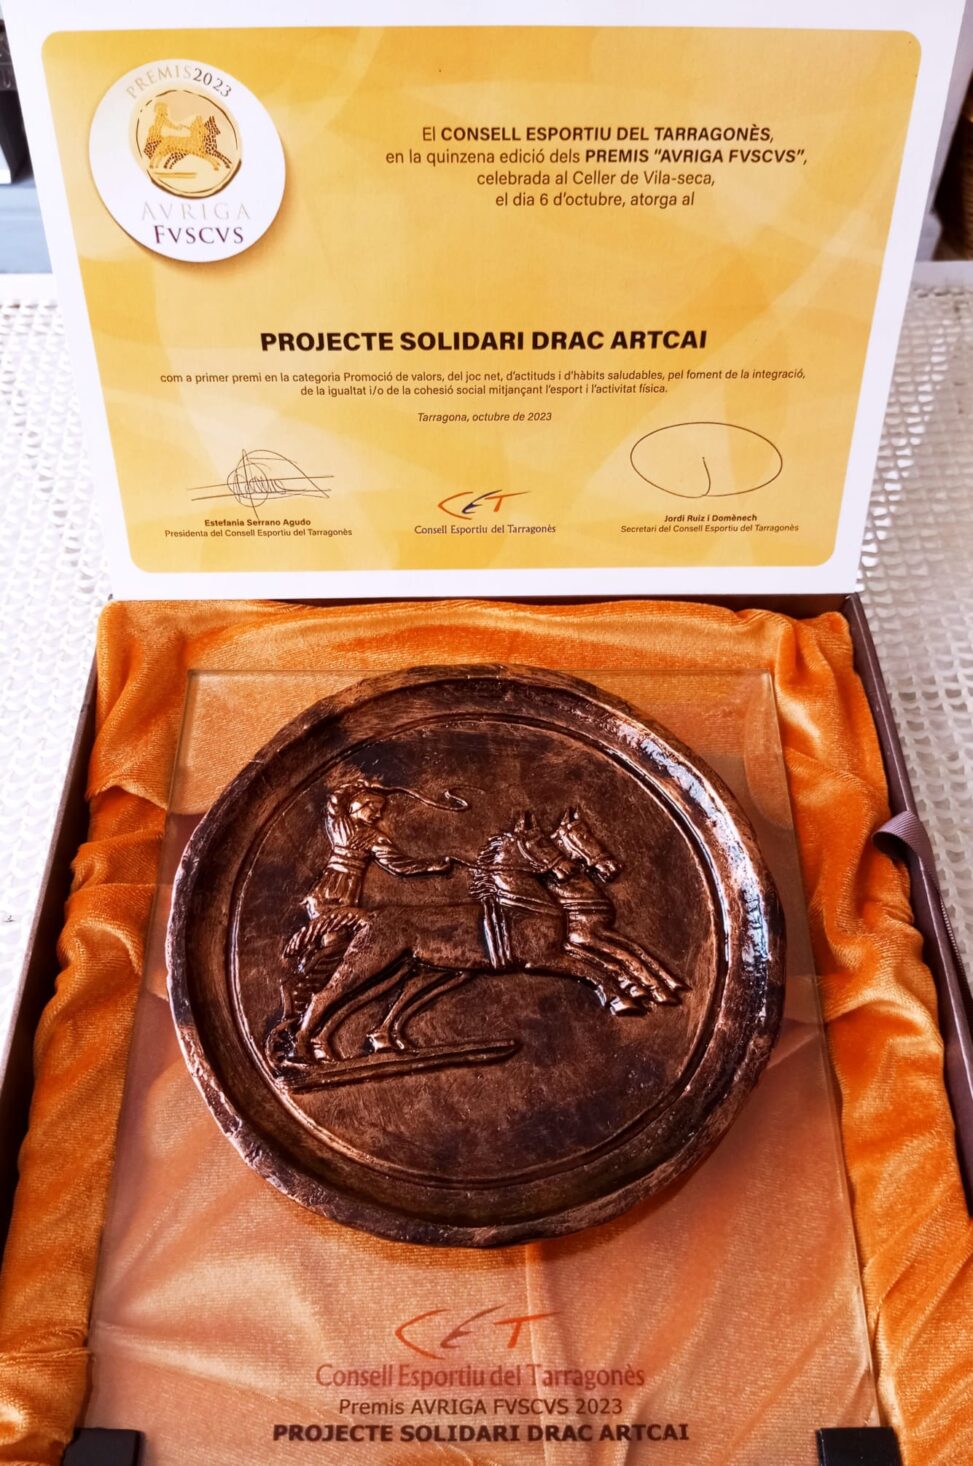 PREMIS2023
AVRIGA
FVSCVS
El CONSELL ESPORTIU DEL TARRAGONÈS,
en la quinzena edició dels PREMIS “AVRIGA FVSCVS”,
celebrada al Celler de Vila-seca,
el dia 6 d’octubre, atorga al
PROJECTE SOLIDARI DRAC ARTCAI
com a primer premi en la categoria Promoció de valors, del joc net, d’actituds i d’hàbits saludables, pel foment de la integració,
de la igualtat i/o de la cohesió social mitjançant l’esport i l’activitat física.
Tarragona, octubre de 2023
Estefania Serrano Agudo
Presidenta del Consell Esportiu del Tarragonès
CET
Consell Esportiu del Tarragonès
Jordi Ruiz i Domènech
Secretari del Consell Esportiu del Tarragonès
CET
Consell Esportiu del Tarragonès
Premis AVRIGA FVSCVS 2023
PROJECTE SOLIDARI DRAC ARTCAI